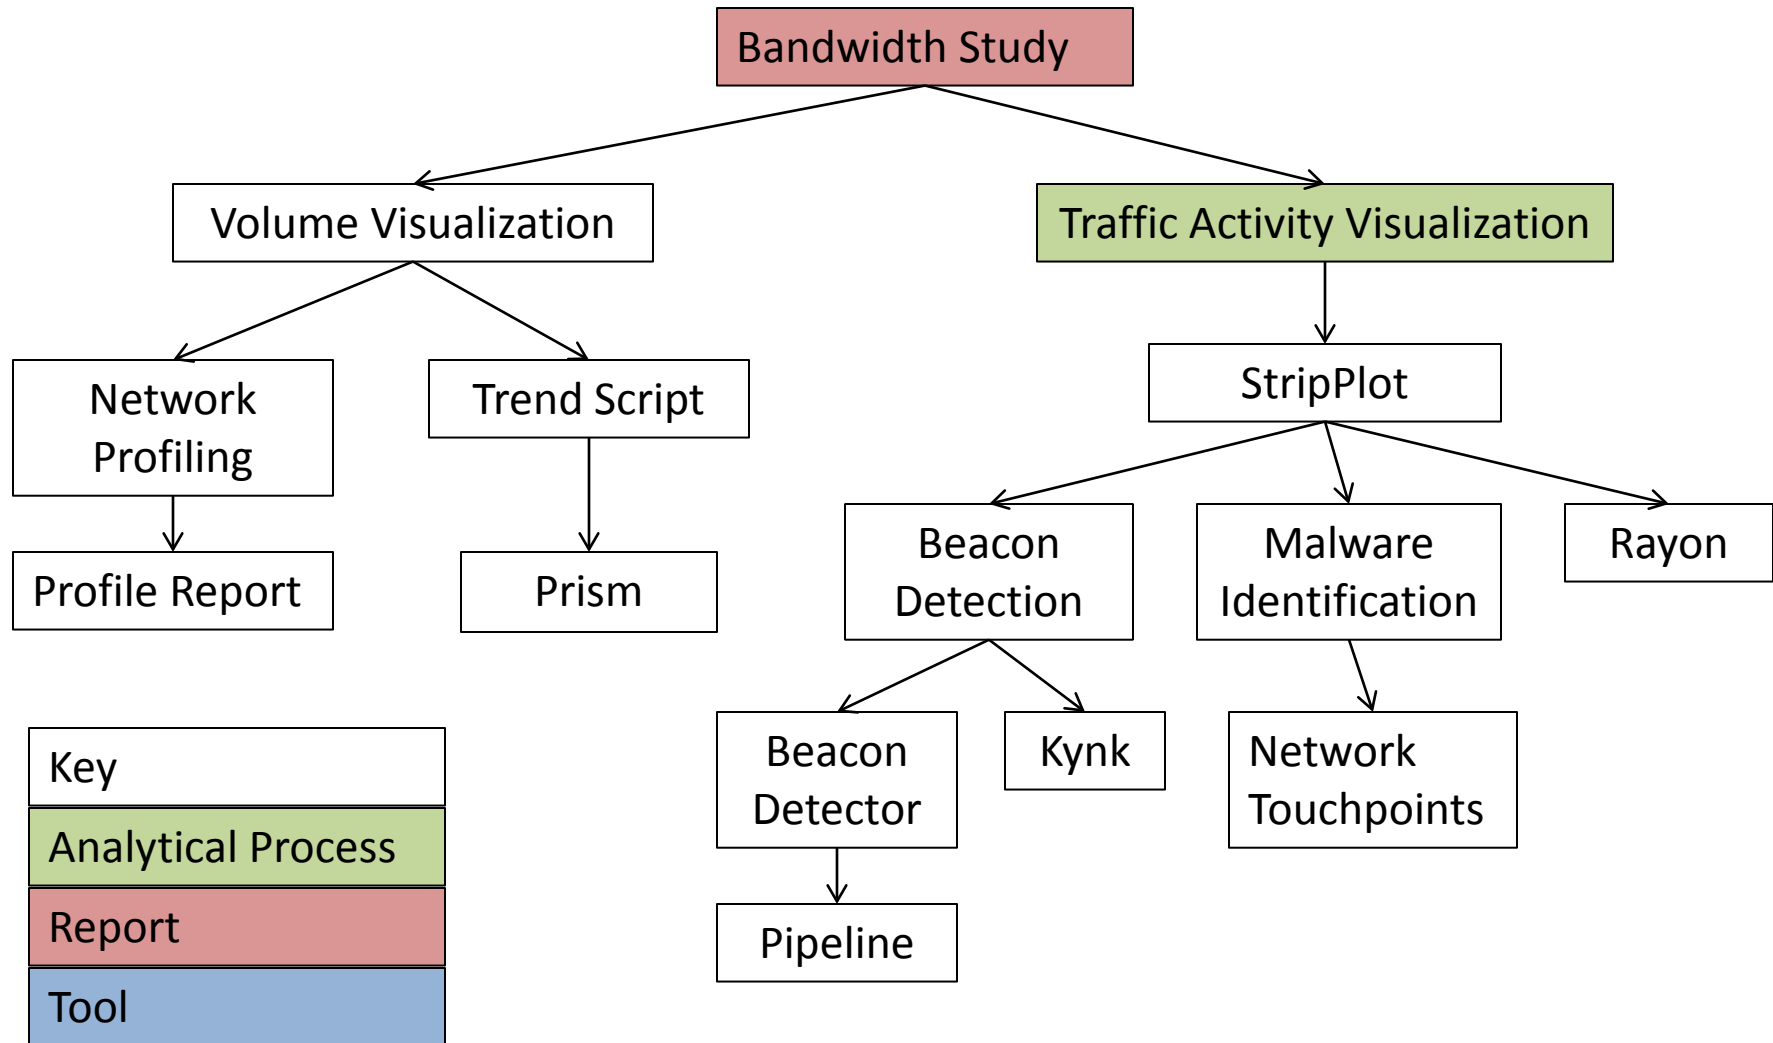 Bandwidth Study
Volume Visualization
Traffic Activity Visualization
Network
Profiling
Trend Script
StripPlot
Profile Report
Prism
Beacon
Detection
Malware
Identification
Rayon
Beacon
Detector
Kynk
Network
Touchpoints
Pipeline
Key
Analytical Process
Report
Tool